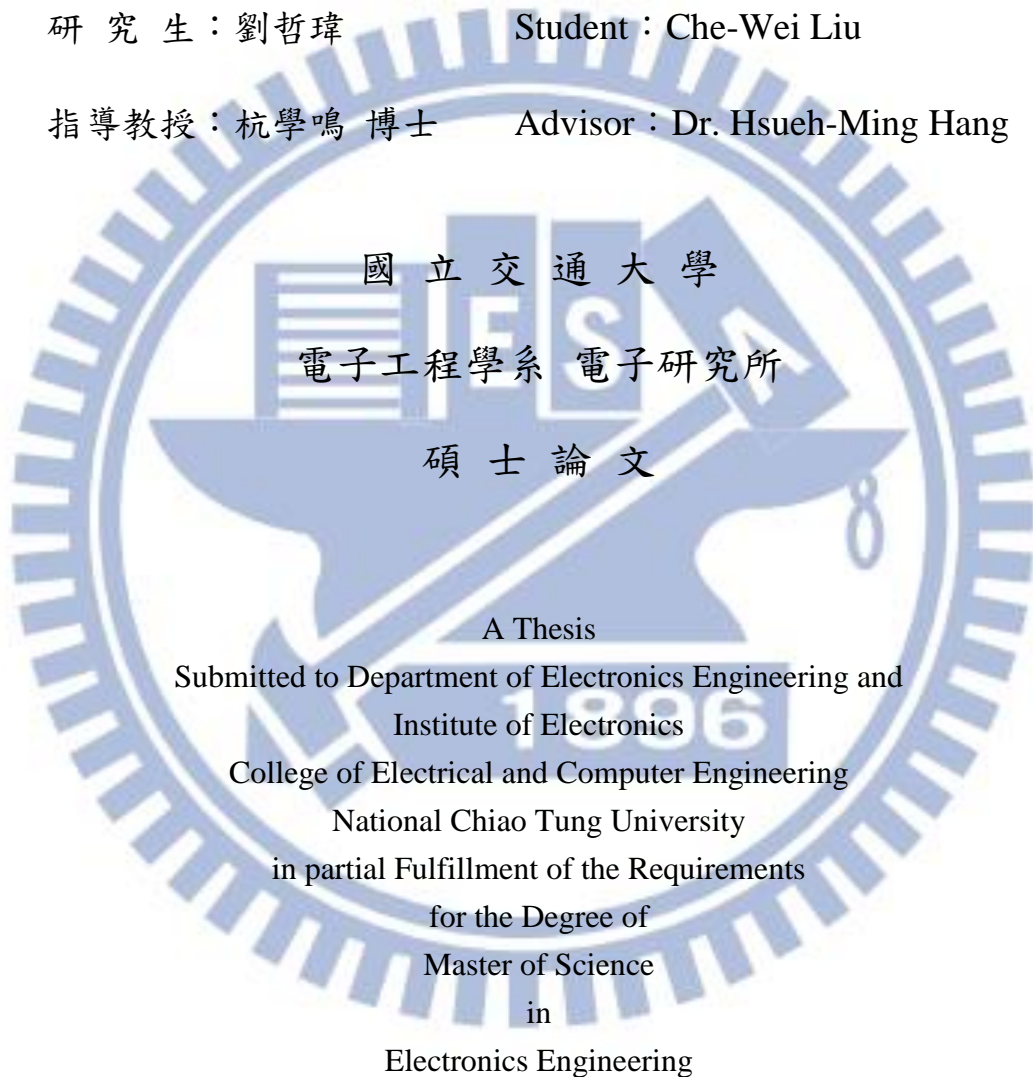 研 究 生：劉哲瑋 Student：Che-Wei Liu
指導教授：杭學鳴 博士 Advisor：Dr. Hsueh-Ming Hang
國 立 交 通 大 學
電子工程學系 電子研究所
碩 士 論 文
E S A
A Thesis
Submitted to Department of Electronics Engineering and
Institute of Electronics
1896
College of Electrical and Computer Engineering
National Chiao Tung University
in partial Fulfillment of the Requirements
for the Degree of
Master of Science
in
Electronics Engineering